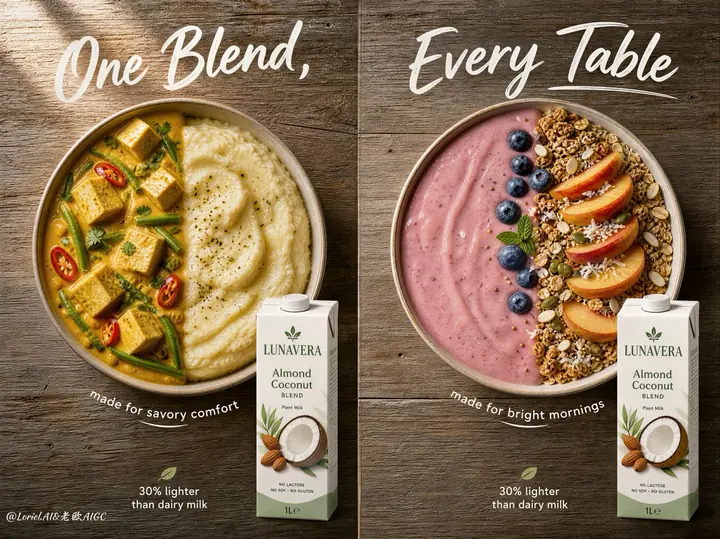 One Blend,
Every Table
made for savory comfort
LUNAVERA
Almond
Coconut
BLEND
Plant Milk
NO LACTOSE
NO SOY • NO GLUTEN
1L℮
30% lighter
than dairy milk
@Loriel.AI&老欧AIGC
made for bright mornings
LUNAVERA
Almond
Coconut
BLEND
Plant Milk
NO LACTOSE
NO SOY • NO GLUTEN
1L℮
30% lighter
than dairy milk